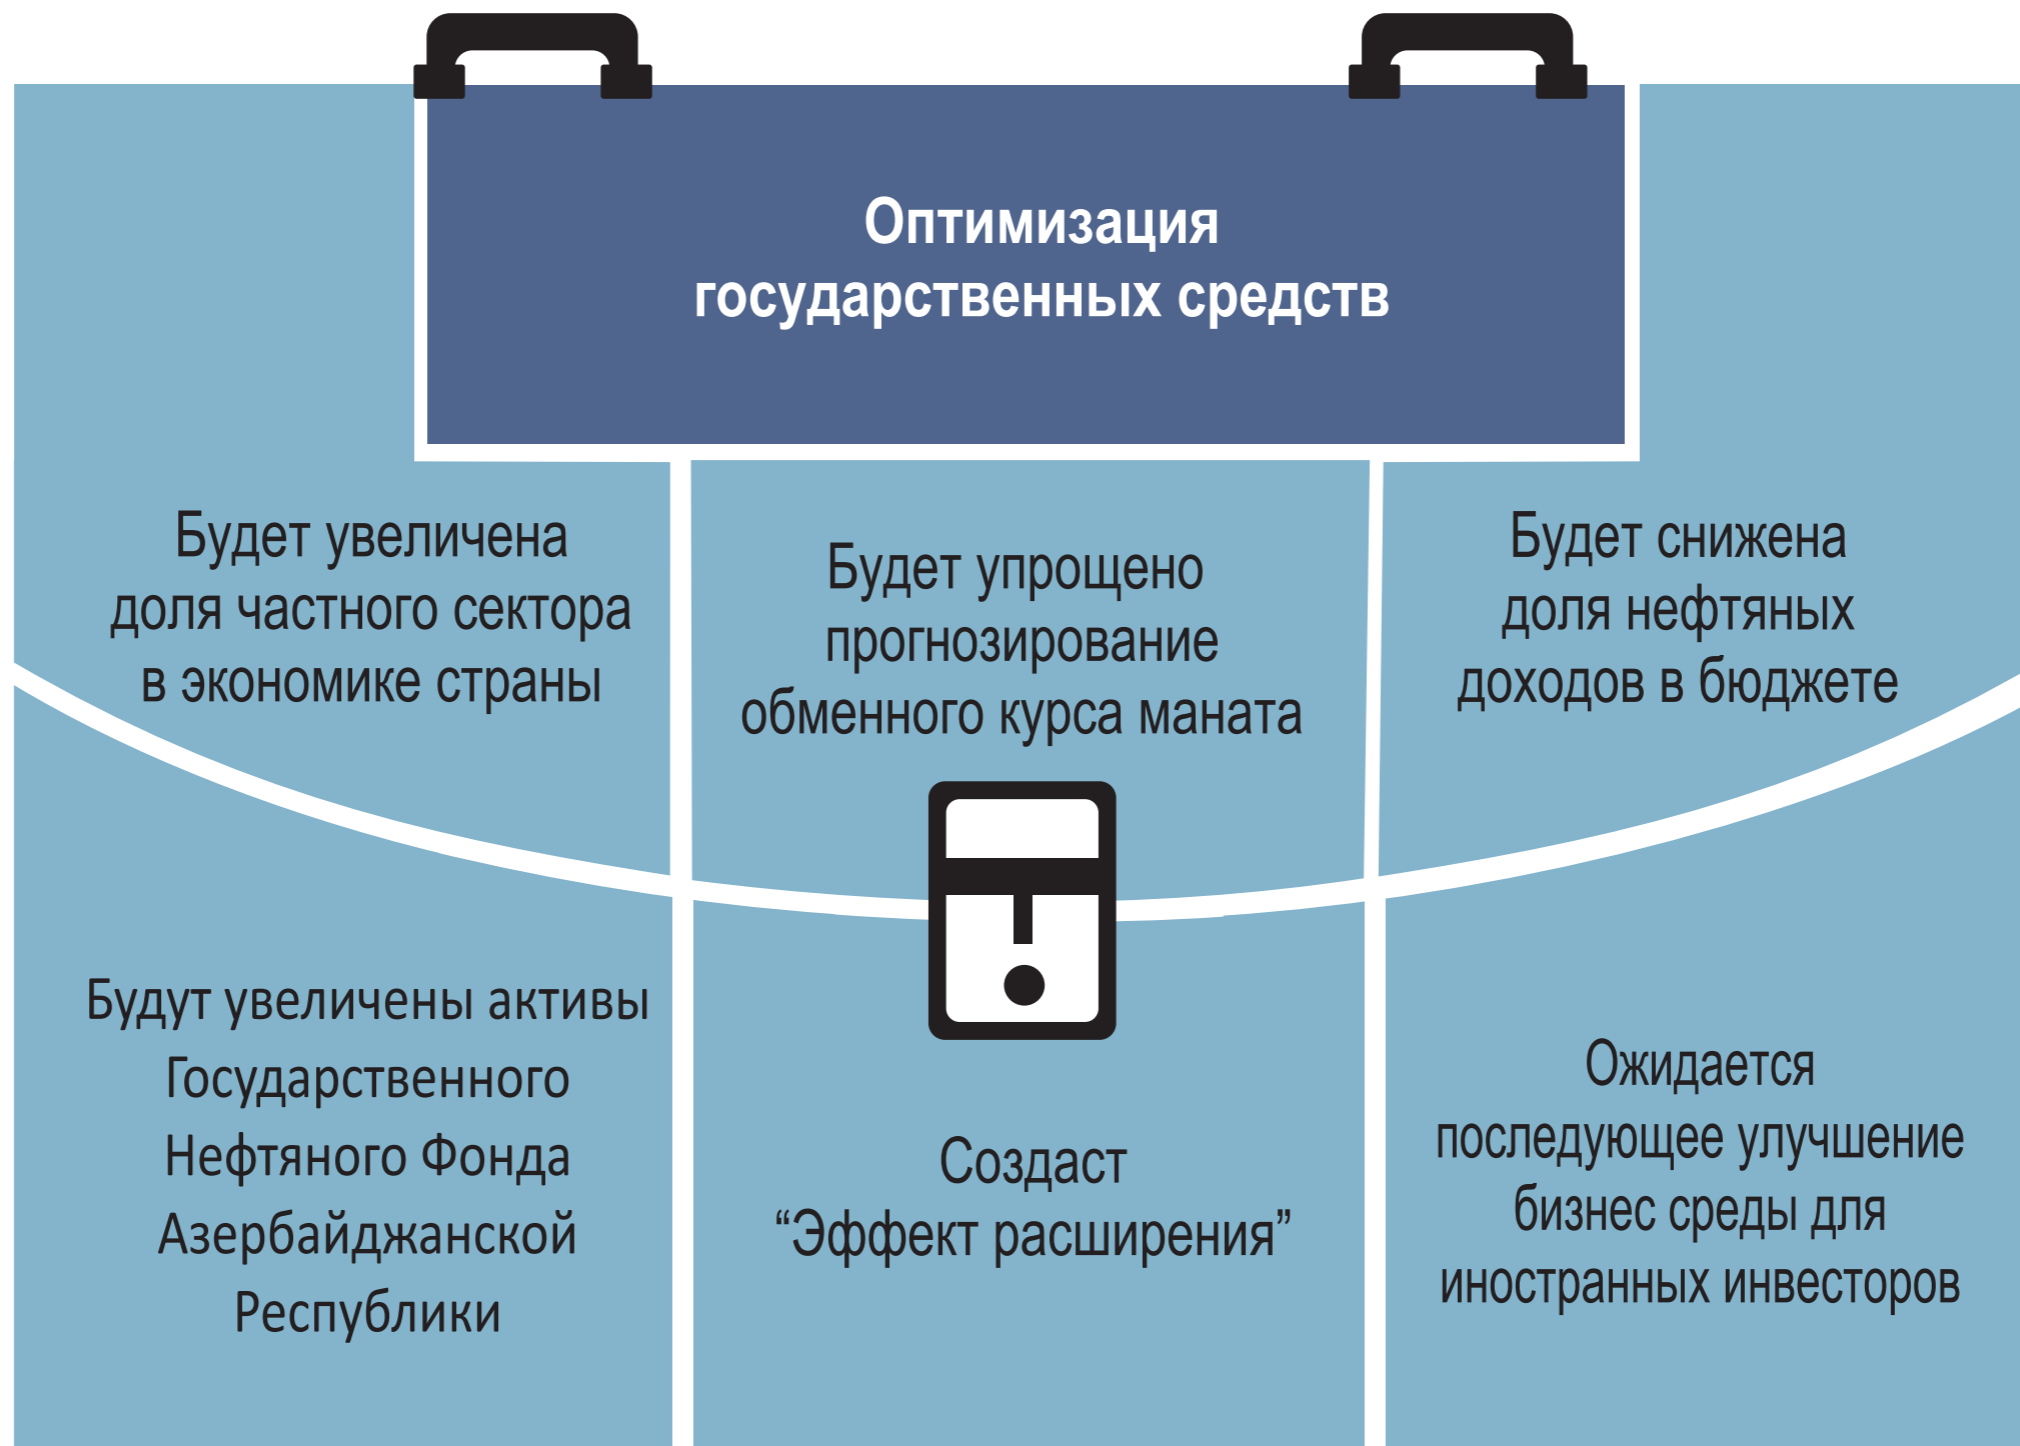 Оптимизация
государственных средств
Будет увеличена
доля частного сектора
в экономике страны
Будет упрощено
прогнозирование
обменного курса маната
Будет снижена
доля нефтяных
доходов в бюджете
Будут увеличены активы
Государственного
Нефтяного Фонда
Азербайджанской
Республики
Создаст
“Эффект расширения”
Ожидается
последующее улучшение
бизнес среды для
иностранных инвесторов